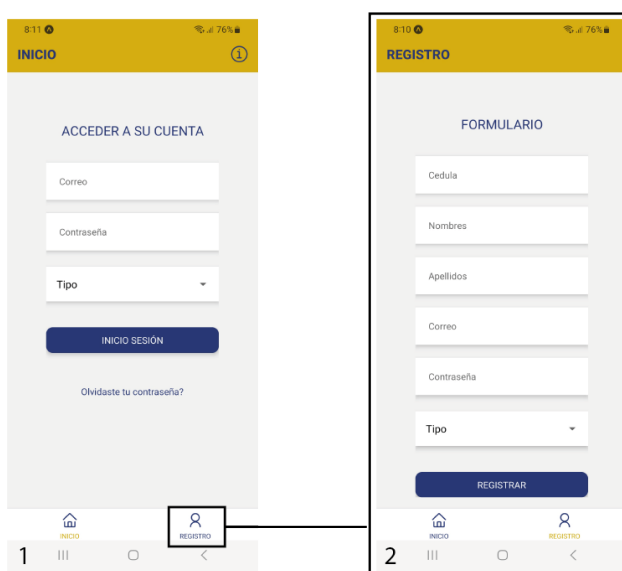 8:11 76%
INICIO
ACCEDER A SU CUENTA
Correo
Contraseña
Tipo
INICIO SESIÓN
Olvidaste tu contraseña?
INICIO REGISTRO
1
8:10 76%
REGISTRO
FORMULARIO
Cedula
Nombres
Apellidos
Correo
Contraseña
Tipo
REGISTRAR
INICIO REGISTRO
2